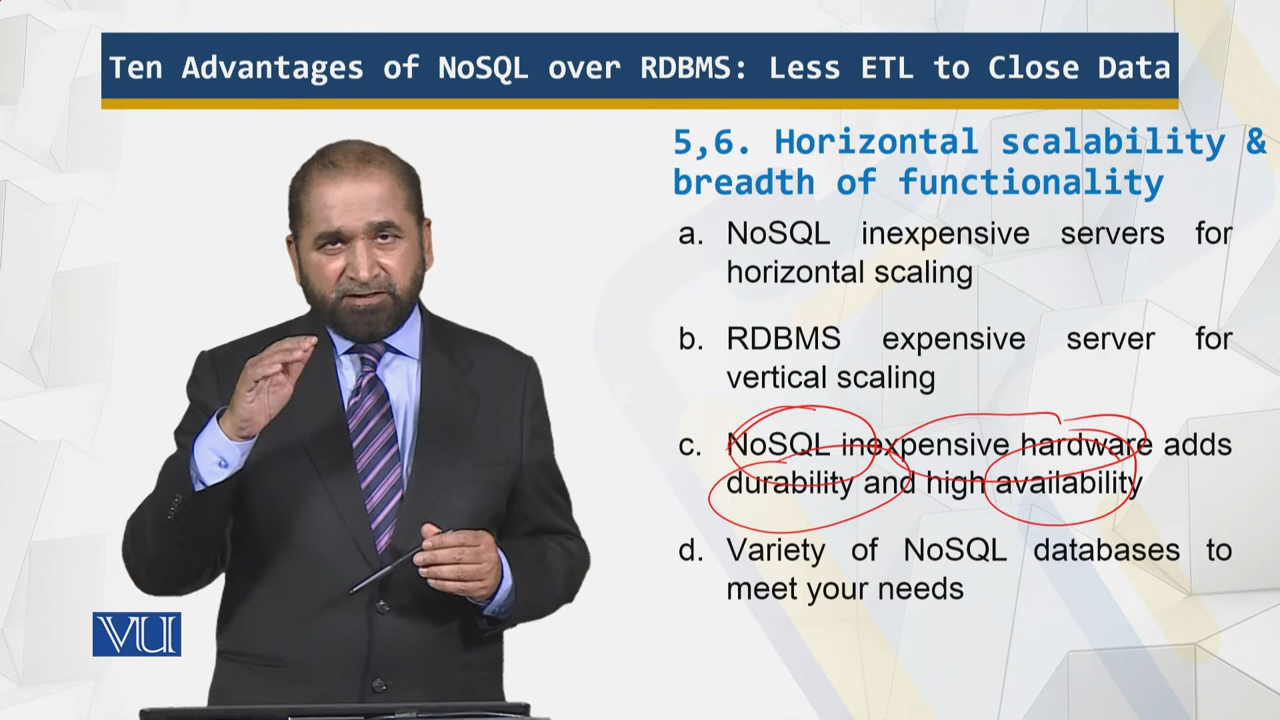 Ten Advantages of NoSQL over RDBMS: Less ETL to Close Data
5,6. Horizontal scalability &
breadth of functionality
a. NoSQL inexpensive servers for
horizontal scaling
b. RDBMS expensive server for
vertical scaling
c. NoSQL inexpensive hardware adds
durability and high availability
d. Variety of NoSQL databases to
meet your needs
VU